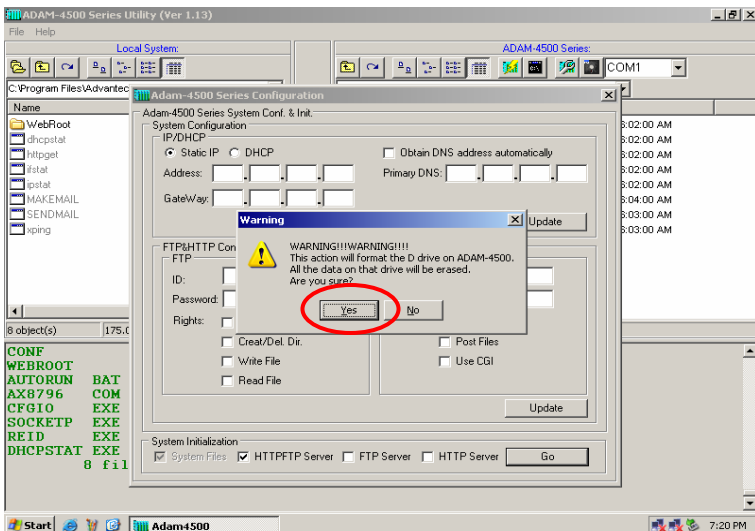 ADAM-4500 Series Utility (Ver 1.13)
File Help
Local System:
ADAM-4500 Series:
COM1
C:\Program Files\Advantec
Name
WebRoot
dhcpstat
httpget
ifstat
ipstat
MAKEMAIL
SENDMAIL
xping
6:02:00 AM
6:02:00 AM
6:02:00 AM
6:02:00 AM
6:04:00 AM
6:03:00 AM
6:03:00 AM
8 object(s)
175.0
Adam-4500 Series Configuration
Adam-4500 Series System Conf. & Init.
System Configuration
IP/DHCP
Static IP DHCP
Obtain DNS address automatically
Address: . . .
Primary DNS: . . .
GateWay: . . .
Update
FTP&HTTP Con
FTP
ID:
Password:
Rights:
Creat/Del. Dir.
Post Files
Write File
Use CGI
Read File
Update
System Initialization
System Files HTTPFTP Server FTP Server HTTP Server Go
Warning
WARNING!!!WARNING!!!!
This action will format the D drive on ADAM-4500.
All the data on that drive will be erased.
Are you sure?
Yes No
CONF
WEBROOT
AUTORUN BAT
AX8796 COM
CFGIO EXE
SOCKETP EXE
REID EXE
DHCPSTAT EXE
8 fil
Start Adam4500 7:20 PM